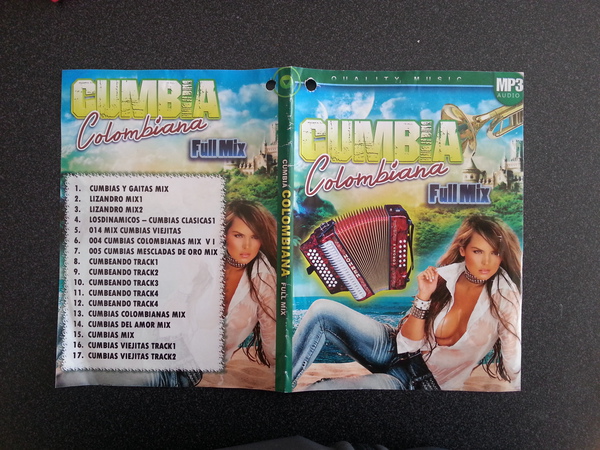 CUMBIA
Colombiana
Full Mix
1. CUMBIAS Y GAITAS MIX
2. LIZANDRO MIX1
3. LIZANDRO MIX2
4. LOSDINAMICOS – CUMBIAS CLASICAS1
5. 014 MIX CUMBIAS VIEJITAS
6. 004 CUMBIAS COLOMBIANAS MIX V I
7. 005 CUMBIAS MESCLADAS DE ORO MIX
8. CUMBEANDO TRACK1
9. CUMBEANDO TRACK2
10. CUMBEANDO TRACK3
11. CUMBEANDO TRACK4
12. CUMBEANDO TRACK4
13. CUMBIAS COLOMBIANAS MIX
14. CUMBIAS DEL AMOR MIX
15. CUMBIAS MIX
16. CUMBIAS VIEJITAS TRACK1
17. CUMBIAS VIEJITAS TRACK2
CUMBIA COLOMBIANA FULL MIX
QUALITY MUSIC
MP3
AUDIO
CUMBIA
Colombiana
Full Mix